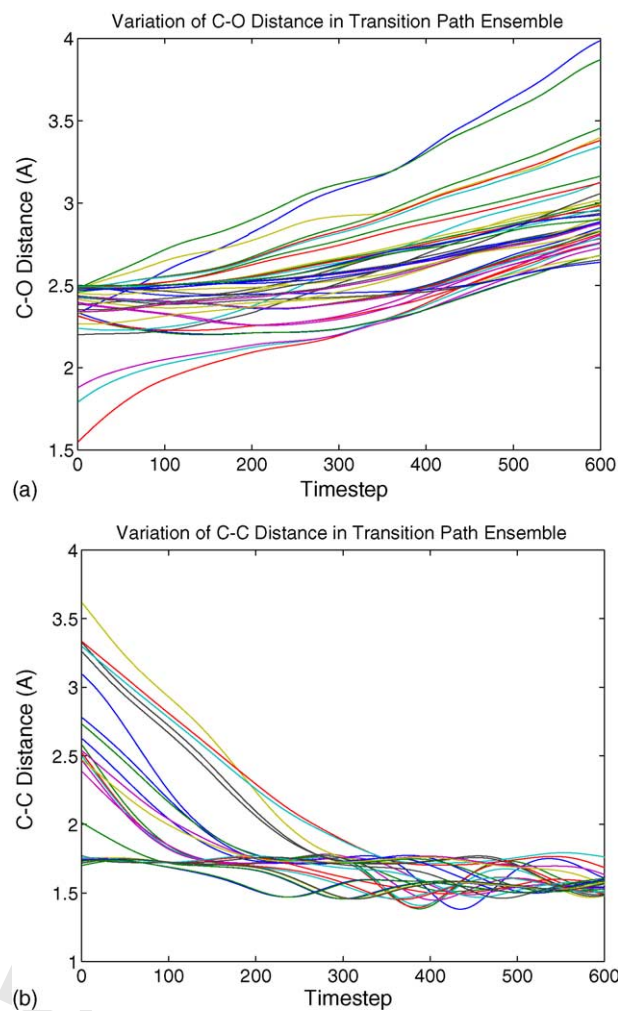 Variation of C-O Distance in Transition Path Ensemble
4
3.5
3
2.5
2
1.5
C-O Distance (A)
0 100 200 300 400 500 600
(a) Timestep
Variation of C-C Distance in Transition Path Ensemble
4
3.5
3
2.5
2
1.5
1
C-C Distance (A)
0 100 200 300 400 500 600
(b) Timestep